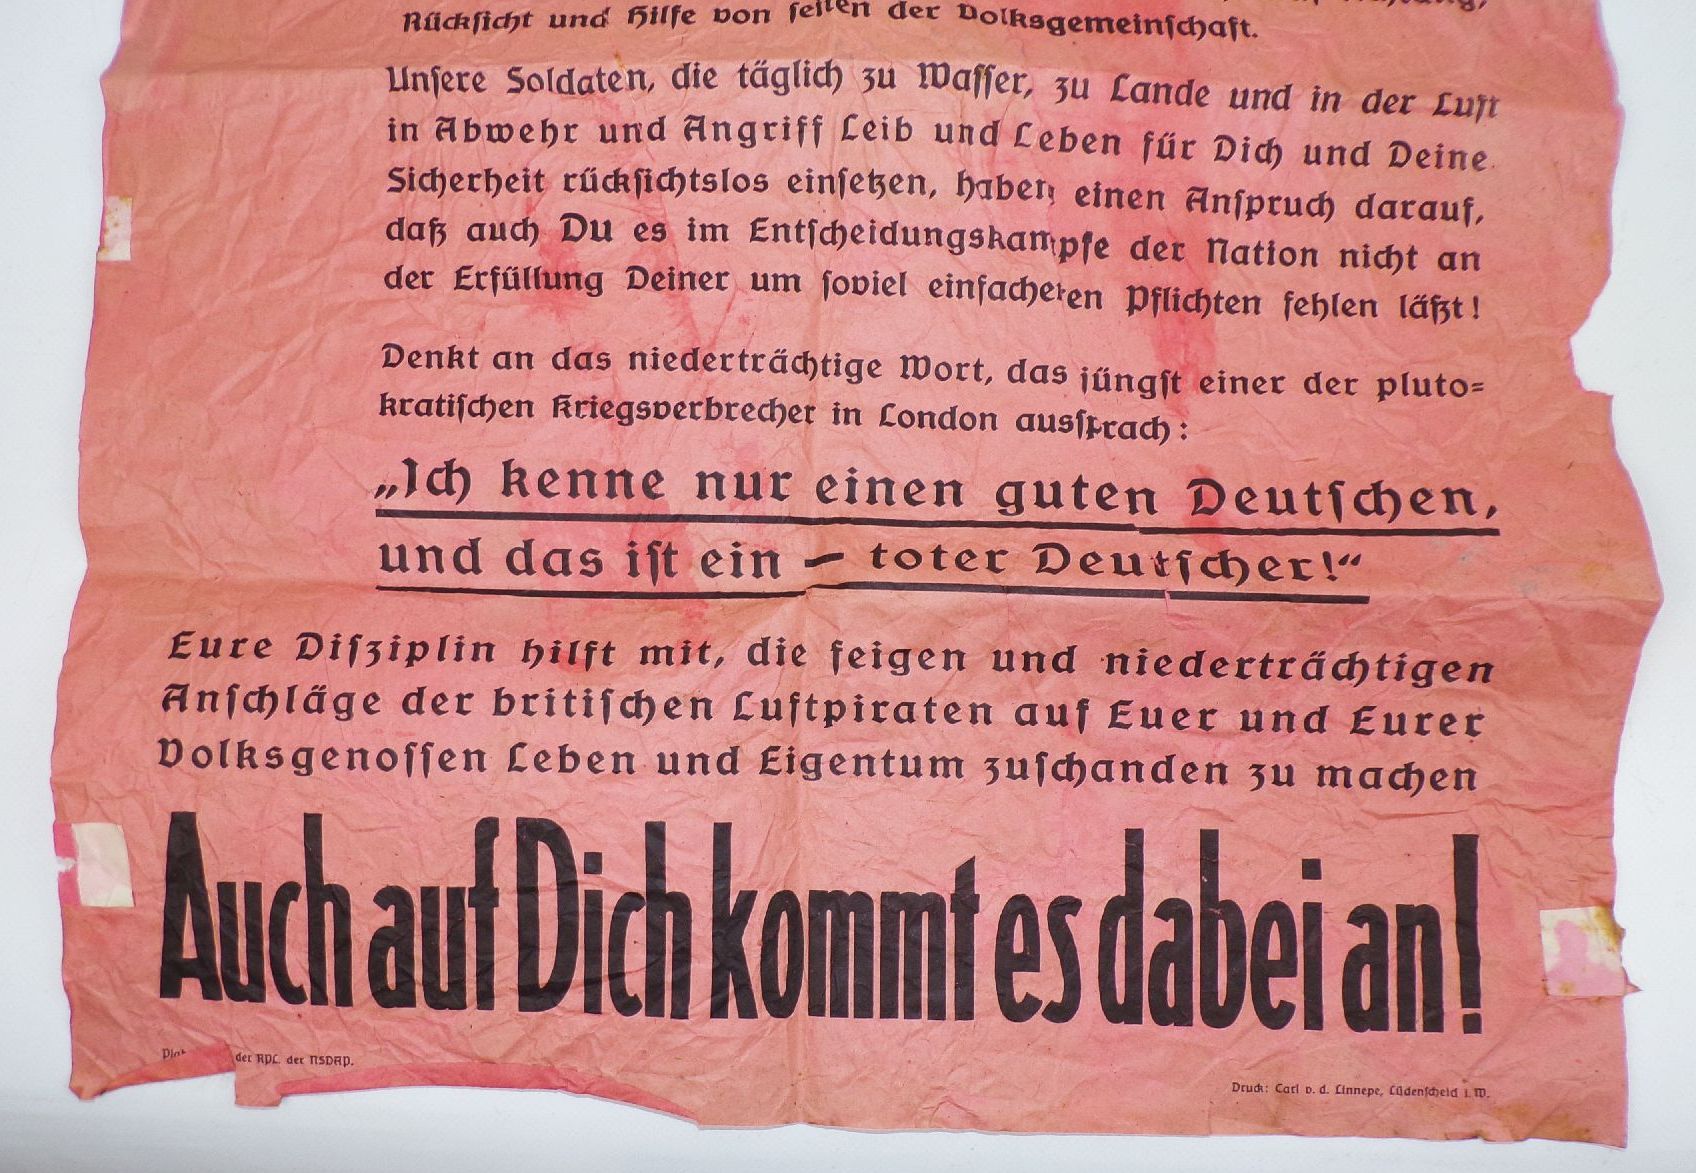 Rücksicht und Hilfe von seiten der Volksgemeinschaft.
Unsere Soldaten, die täglich zu Wasser, zu Lande und in der Luft
in Abwehr und Angriff Leib und Leben für Dich und Deine
Sicherheit rücksichtslos einsetzen, haben einen Anspruch darauf,
daß auch Du es im Entscheidungskampfe der Nation nicht an
der Erfüllung Deiner um soviel einfacheren Pflichten fehlen läßt!
Denkt an das niederträchtige Wort, das jüngst einer der pluto-
kratischen Kriegsverbrecher in London aussprach:
„Ich kenne nur einen guten Deutschen,
und das ist ein — toter Deutscher!“
Eure Disziplin hilft mit, die feigen und niederträchtigen
Anschläge der britischen Luftpiraten auf Euer und Eurer
Volksgenossen Leben und Eigentum zuschanden zu machen
Auch auf Dich kommt es dabei an!
der RPL. der NSDAP.
Druck: Carl v. d. Linnepe, Lüdenscheid i. W.